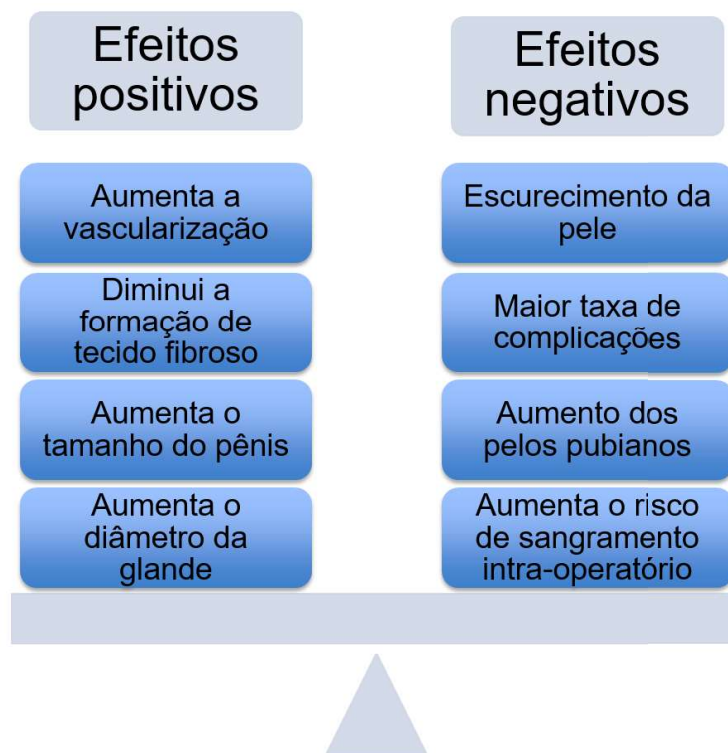 Efeitos
positivos
Aumenta a
vascularização
Diminui a
formação de
tecido fibroso
Aumenta o
tamanho do pênis
Aumenta o
diâmetro da
glande
Efeitos
negativos
Escurecimento da
pele
Maior taxa de
complicações
Aumento dos
pelos pubianos
Aumenta o risco
de sangramento
intra-operatório